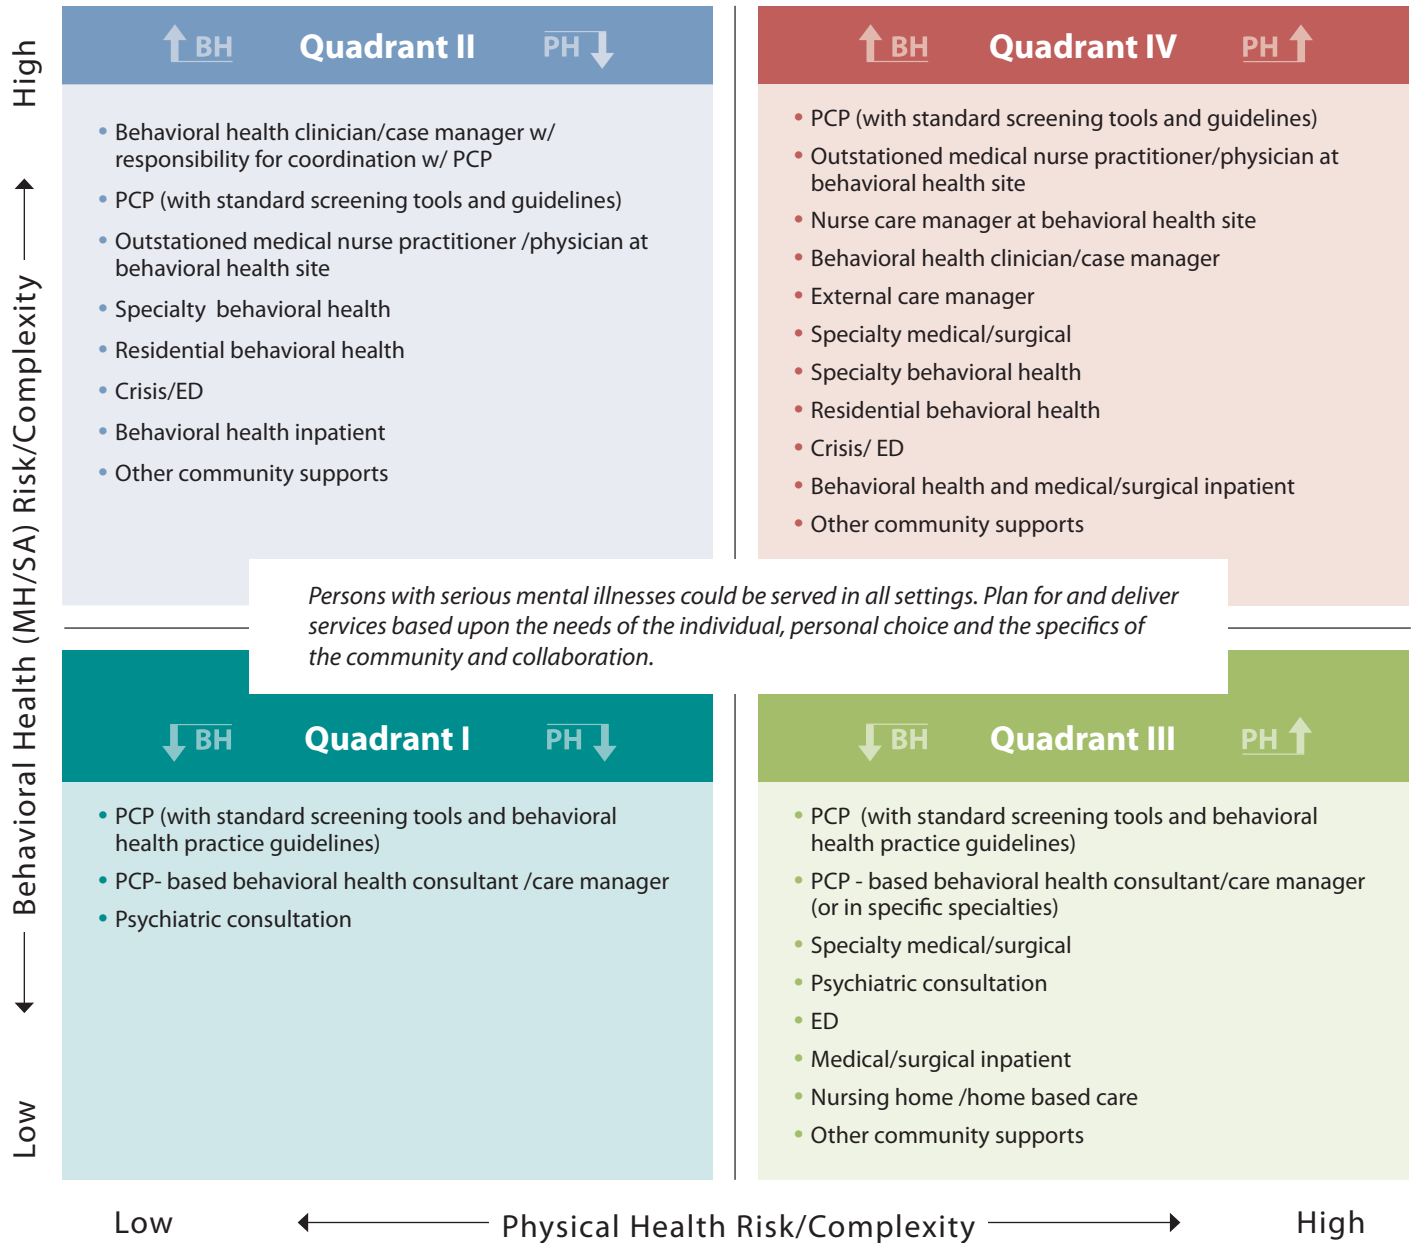 High
Behavioral Health (MH/SA) Risk/Complexity
Low
BH Quadrant II PH
• Behavioral health clinician/case manager w/
responsibility for coordination w/ PCP
• PCP (with standard screening tools and guidelines)
• Outstationed medical nurse practitioner /physician at
behavioral health site
• Specialty behavioral health
• Residential behavioral health
• Crisis/ED
• Behavioral health inpatient
• Other community supports
BH Quadrant IV PH
• PCP (with standard screening tools and guidelines)
• Outstationed medical nurse practitioner/physician at
behavioral health site
• Nurse care manager at behavioral health site
• Behavioral health clinician/case manager
• External care manager
• Specialty medical/surgical
• Specialty behavioral health
• Residential behavioral health
• Crisis/ ED
• Behavioral health and medical/surgical inpatient
• Other community supports
Persons with serious mental illnesses could be served in all settings. Plan for and deliver
services based upon the needs of the individual, personal choice and the specifics of
the community and collaboration.
BH Quadrant I PH
• PCP (with standard screening tools and behavioral
health practice guidelines)
• PCP- based behavioral health consultant /care manager
• Psychiatric consultation
BH Quadrant III PH
• PCP (with standard screening tools and behavioral
health practice guidelines)
• PCP - based behavioral health consultant/care manager
(or in specific specialties)
• Specialty medical/surgical
• Psychiatric consultation
• ED
• Medical/surgical inpatient
• Nursing home /home based care
• Other community supports
Low Physical Health Risk/Complexity High